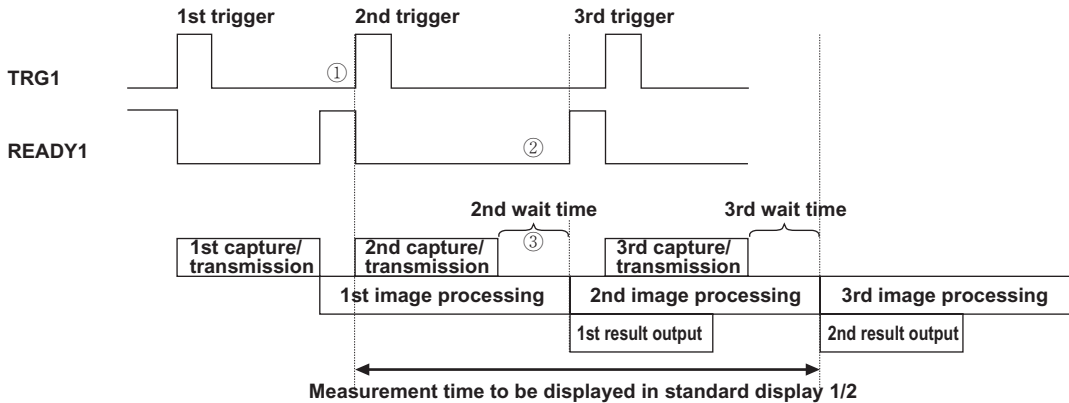 1st trigger 2nd trigger 3rd trigger
TRG1 ①
READY1 ②
2nd wait time 3rd wait time
③
1st capture/ 2nd capture/ 3rd capture/
transmission transmission transmission
1st image processing 2nd image processing 3rd image processing
1st result output 2nd result output
Measurement time to be displayed in standard display 1/2